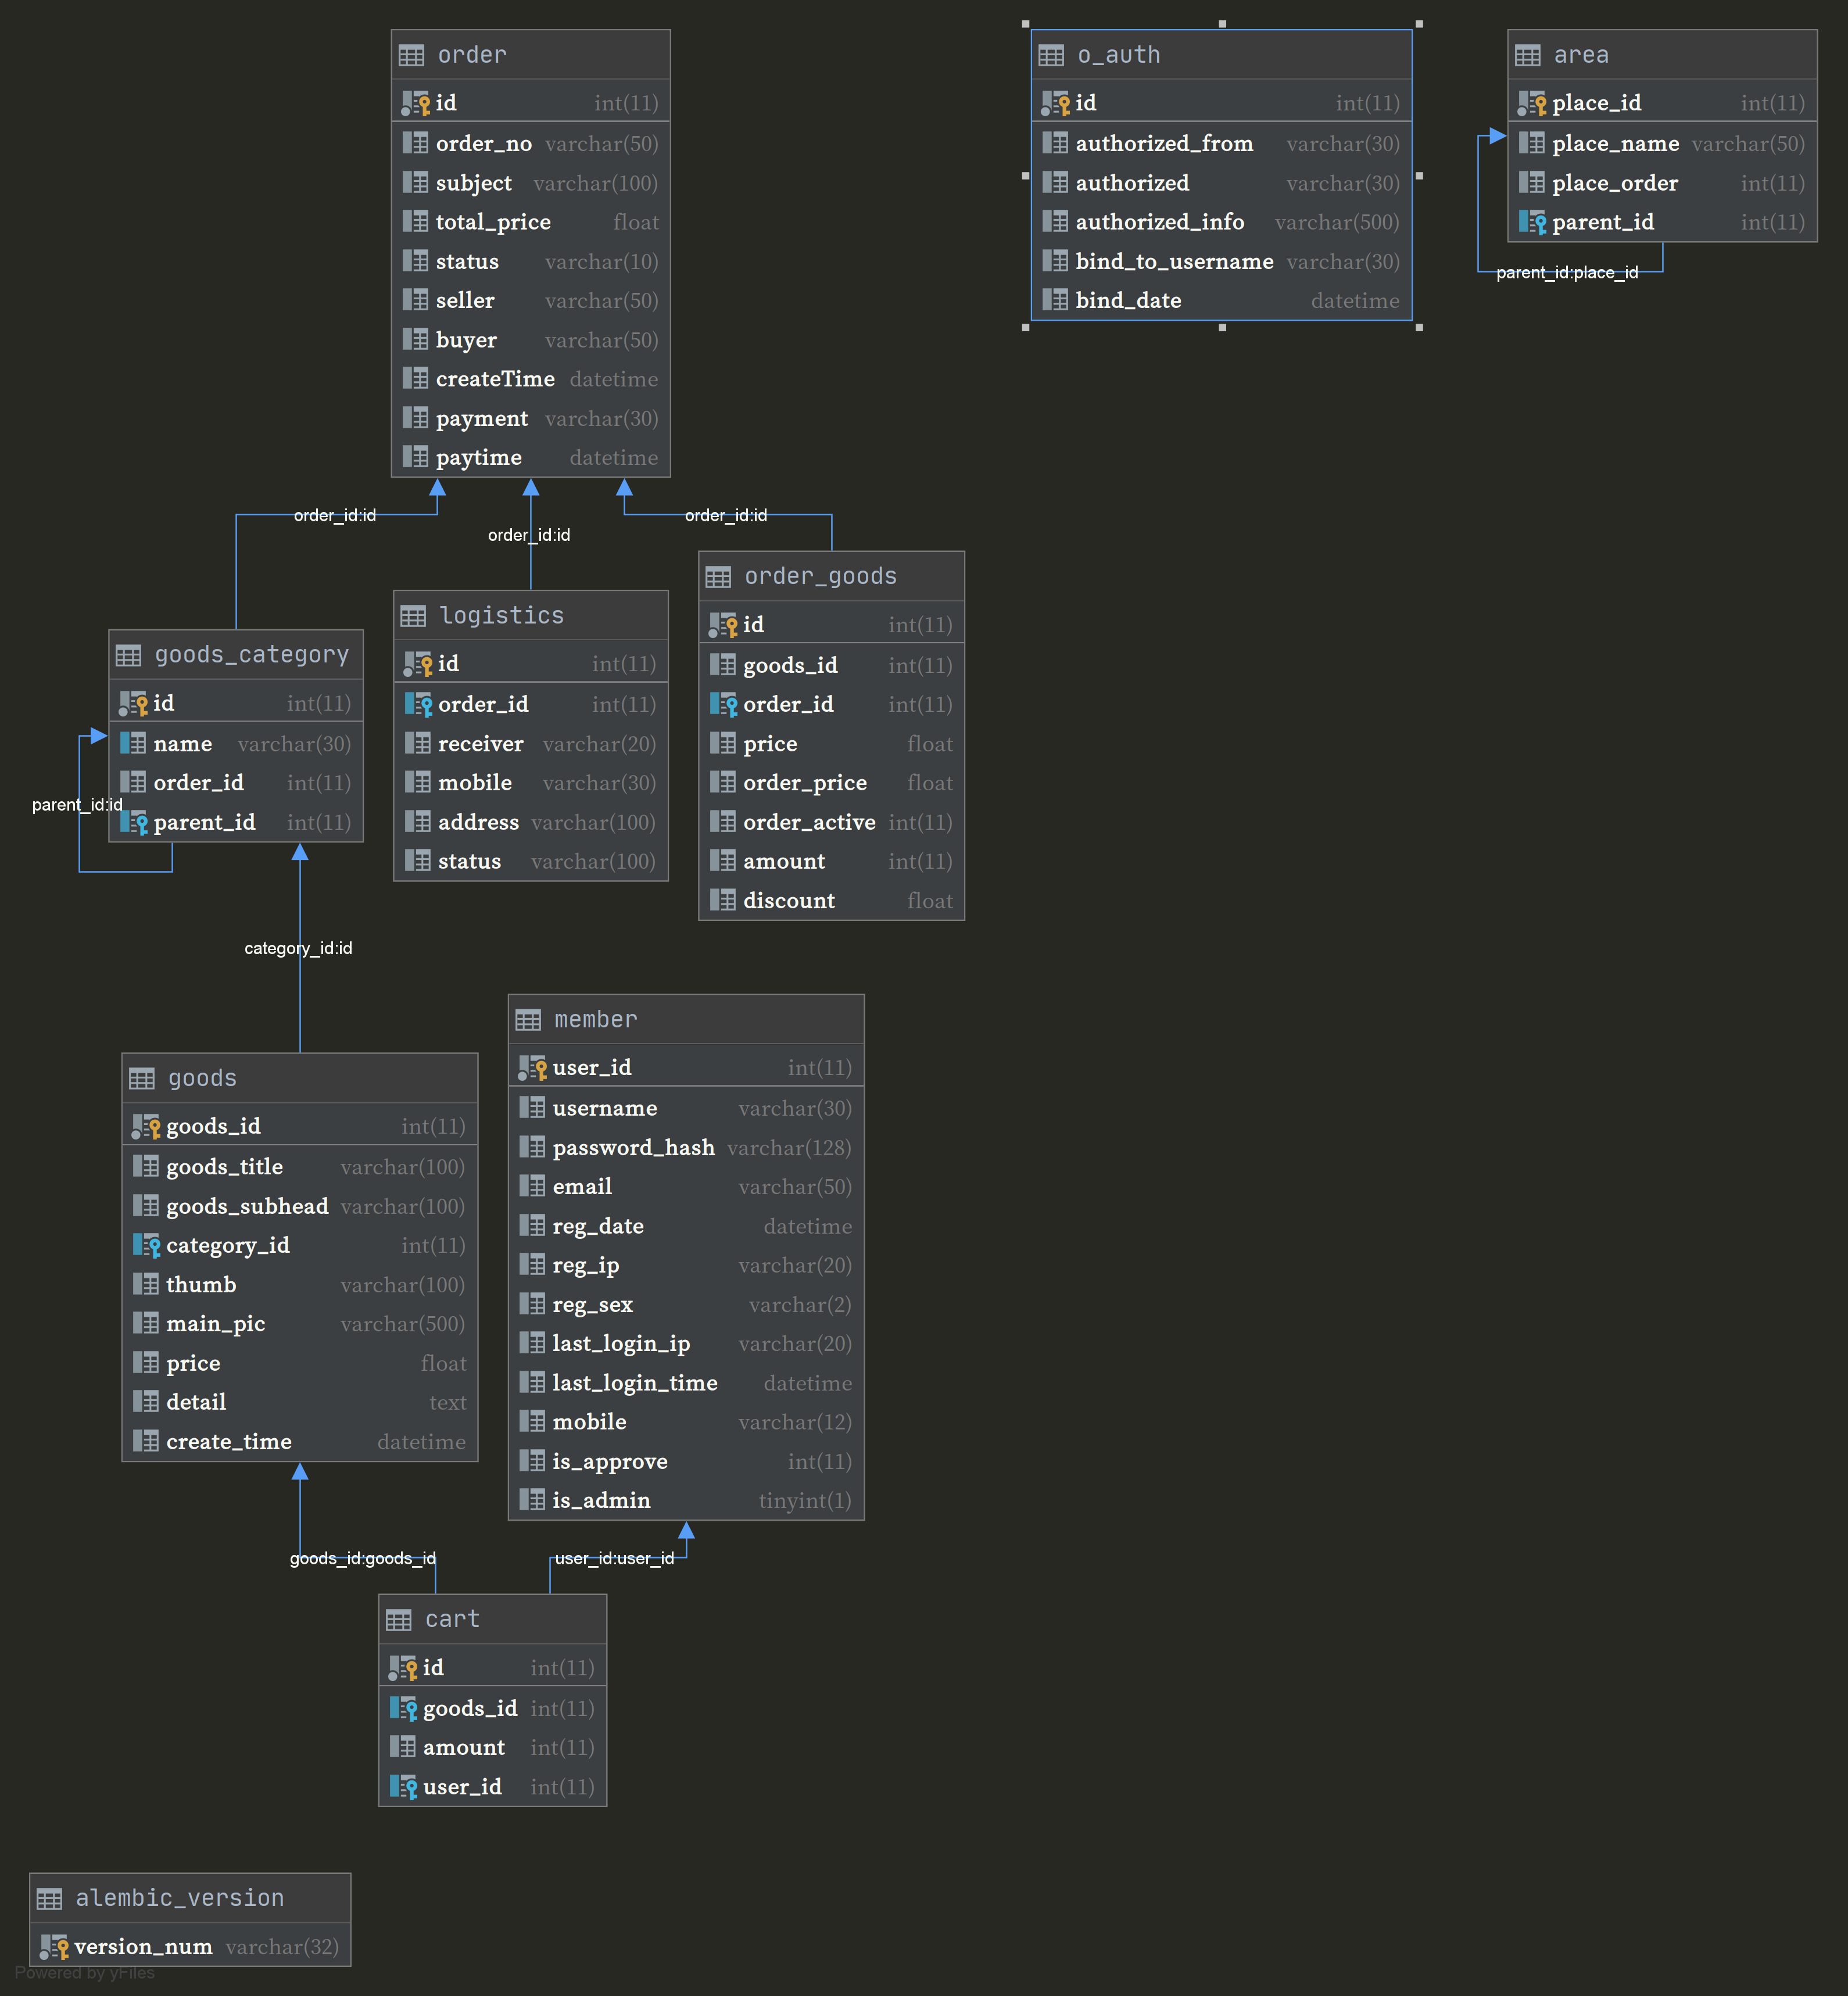 order
id int(11)
order_no varchar(50)
subject varchar(100)
total_price float
status varchar(10)
seller varchar(50)
buyer varchar(50)
createTime datetime
payment varchar(30)
paytime datetime
o_auth
id int(11)
authorized_from varchar(30)
authorized varchar(30)
authorized_info varchar(500)
bind_to_username varchar(30)
bind_date datetime
area
place_id int(11)
place_name varchar(50)
place_order int(11)
parent_id int(11)
parent_id:place_id
order_id:id
order_id:id
order_id:id
goods_category
id int(11)
name varchar(30)
order_id int(11)
parent_id int(11)
parent_id:id
logistics
id int(11)
order_id int(11)
receiver varchar(20)
mobile varchar(30)
address varchar(100)
status varchar(100)
order_goods
id int(11)
goods_id int(11)
order_id int(11)
price float
order_price float
order_active int(11)
amount int(11)
discount float
category_id:id
goods
goods_id int(11)
goods_title varchar(100)
goods_subhead varchar(100)
category_id int(11)
thumb varchar(100)
main_pic varchar(500)
price float
detail text
create_time datetime
member
user_id int(11)
username varchar(30)
password_hash varchar(128)
email varchar(50)
reg_date datetime
reg_ip varchar(20)
reg_sex varchar(2)
last_login_ip varchar(20)
last_login_time datetime
mobile varchar(12)
is_approve int(11)
is_admin tinyint(1)
goods_id:goods_id
user_id:user_id
cart
id int(11)
goods_id int(11)
amount int(11)
user_id int(11)
alembic_version
version_num varchar(32)
Powered by yFiles